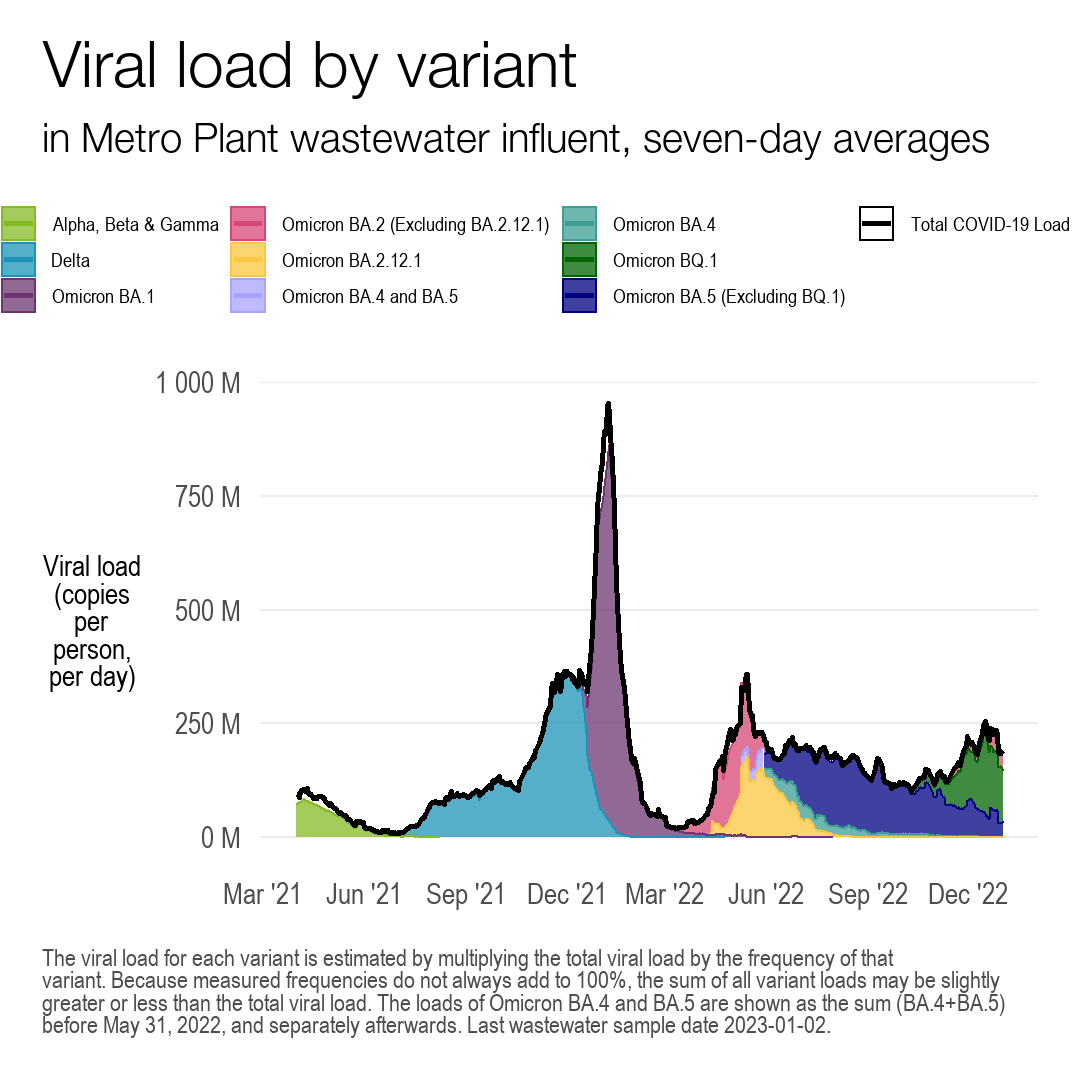 Viral load by variant
in Metro Plant wastewater influent, seven-day averages
Alpha, Beta & Gamma
Omicron BA.2 (Excluding BA.2.12.1)
Omicron BA.4
Total COVID-19 Load
Delta
Omicron BA.2.12.1
Omicron BQ.1
Omicron BA.1
Omicron BA.4 and BA.5
Omicron BA.5 (Excluding BQ.1)
1 000 M
750 M
500 M
250 M
0 M
Viral load
(copies
per
person,
per day)
Mar '21 Jun '21 Sep '21 Dec '21 Mar '22 Jun '22 Sep '22 Dec '22
The viral load for each variant is estimated by multiplying the total viral load by the frequency of that
variant. Because measured frequencies do not always add to 100%, the sum of all variant loads may be slightly
greater or less than the total viral load. The loads of Omicron BA.4 and BA.5 are shown as the sum (BA.4+BA.5)
before May 31, 2022, and separately afterwards. Last wastewater sample date 2023-01-02.